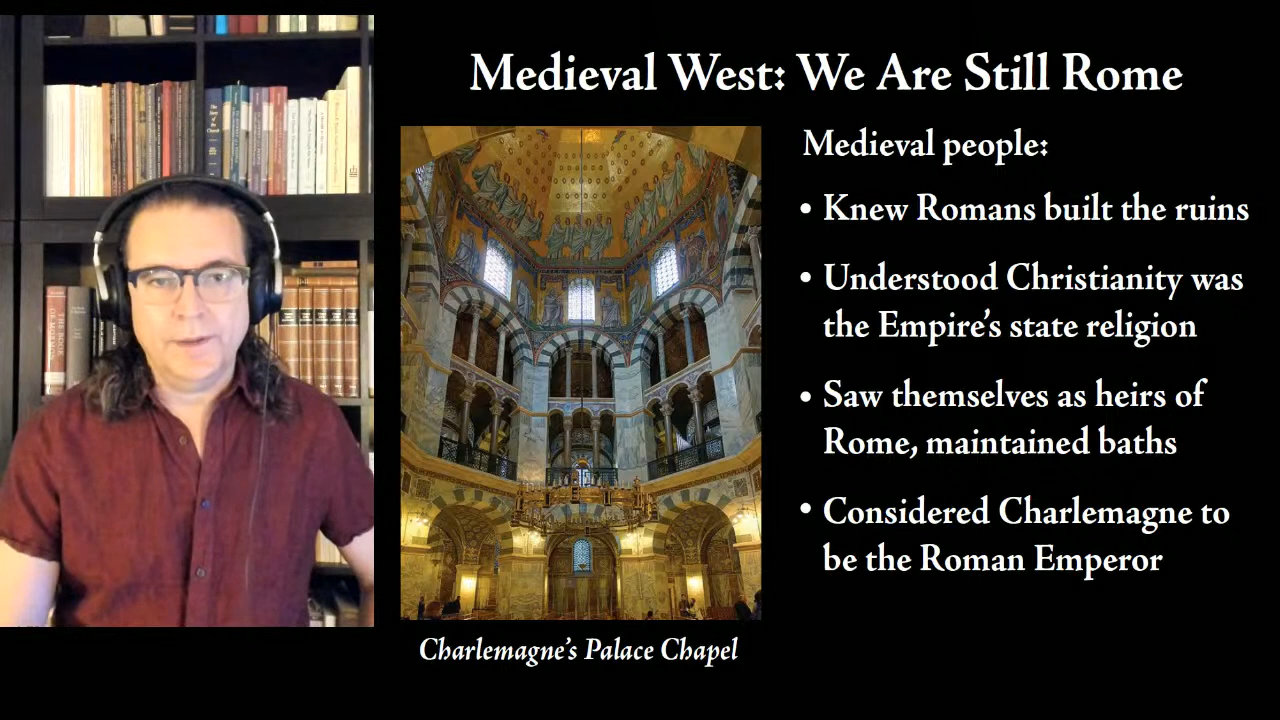 Medieval West: We Are Still Rome
Medieval people:
• Knew Romans built the ruins
• Understood Christianity was
the Empire's state religion
• Saw themselves as heirs of
Rome, maintained baths
• Considered Charlemagne to
be the Roman Emperor
Charlemagne's Palace Chapel